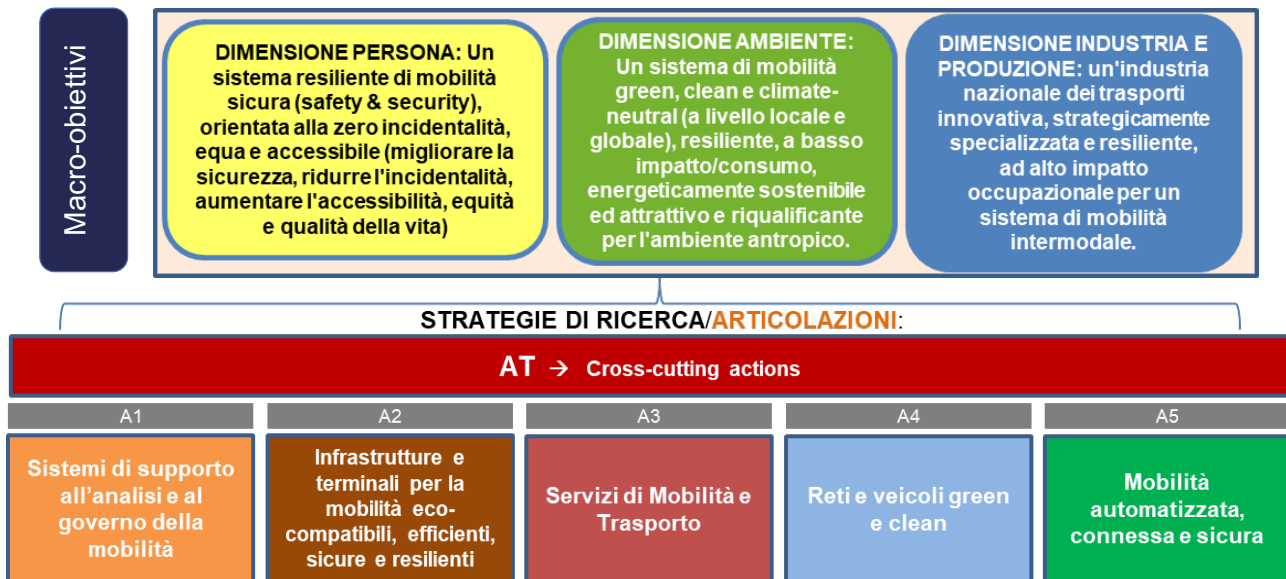 Macro-obiettivi
DIMENSIONE PERSONA: Un
sistema resiliente di mobilità
sicura (safety & security),
orientata alla zero incidentalità,
equa e accessibile (migliorare la
sicurezza, ridurre l'incidentalità,
aumentare l'accessibilità, equità
e qualità della vita)
DIMENSIONE AMBIENTE:
Un sistema di mobilità
green, clean e climate-
neutral (a livello locale e
globale), resiliente, a basso
impatto/consumo,
energeticamente sostenibile
ed attrattivo e riqualificante
per l'ambiente antropico.
DIMENSIONE INDUSTRIA E
PRODUZIONE: un'industria
nazionale dei trasporti
innovativa, strategicamente
specializzata e resiliente,
ad alto impatto
occupazionale per un
sistema di mobilità
intermodale.
STRATEGIE DI RICERCA/ARTICOLAZIONI:
AT → Cross-cutting actions
A1
Sistemi di supporto
all'analisi e al
governo della
mobilità
A2
Infrastrutture e
terminali per la
mobilità eco-
compatibili, efficienti,
sicure e resilienti
A3
Servizi di Mobilità e
Trasporto
A4
Reti e veicoli green
e clean
A5
Mobilità
automatizzata,
connessa e sicura